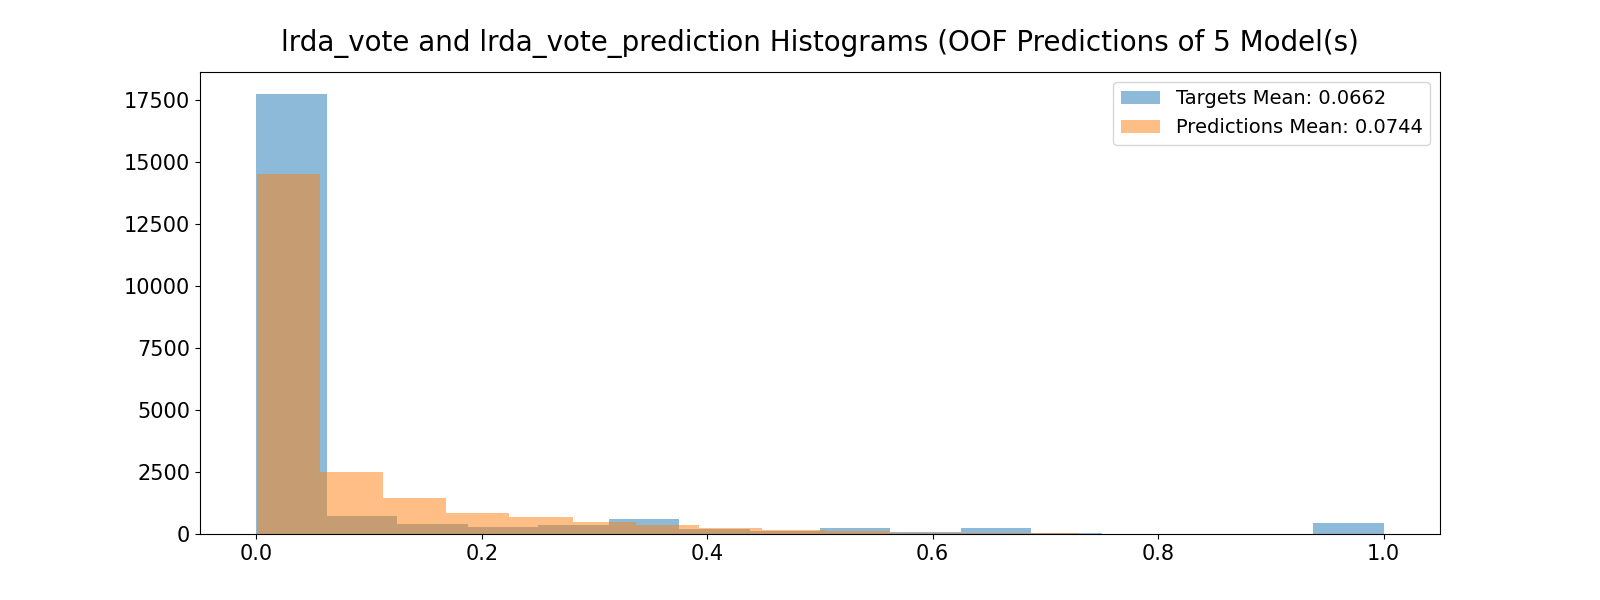 lrda_vote and lrda_vote_prediction Histograms (OOF Predictions of 5 Model(s)
Targets Mean: 0.0662
Predictions Mean: 0.0744
17500
15000
12500
10000
7500
5000
2500
0
0.0 0.2 0.4 0.6 0.8 1.0